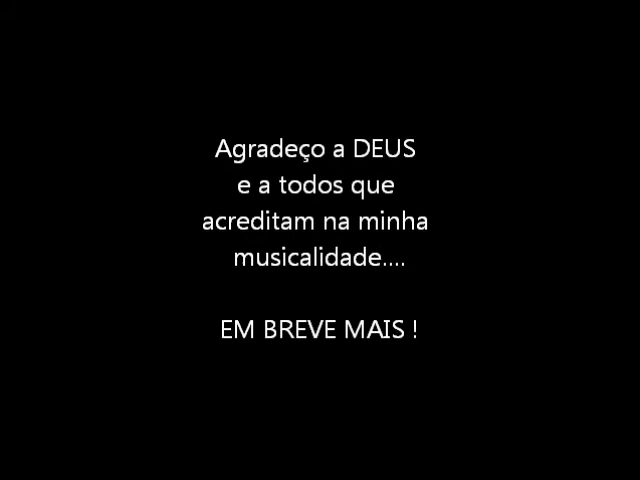 Agradeço a DEUS
e a todos que
acreditam na minha
musicalidade....
EM BREVE MAIS !